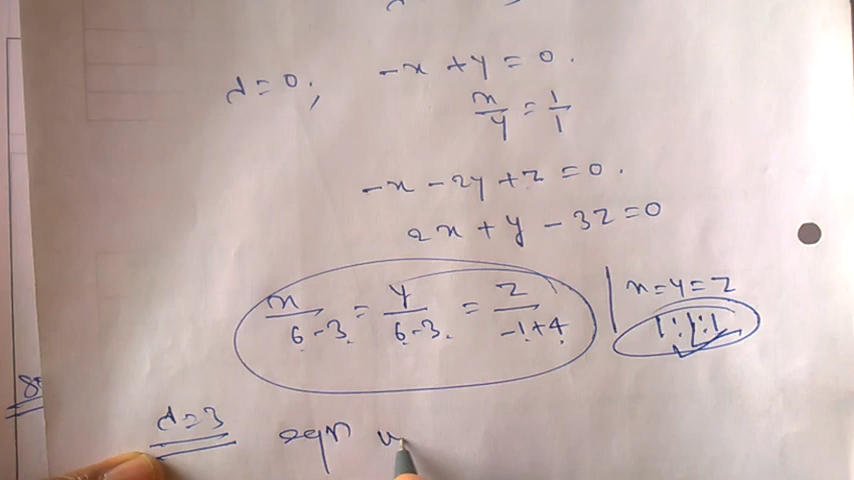 λ = 0; -x + y = 0.
x/y = 1/1
-x - 2y + z = 0.
2x + y - 3z = 0
x/6-3 = y/6-3 = z/-1+4 | x = y = z
1:1:1
λ = 3 eqn